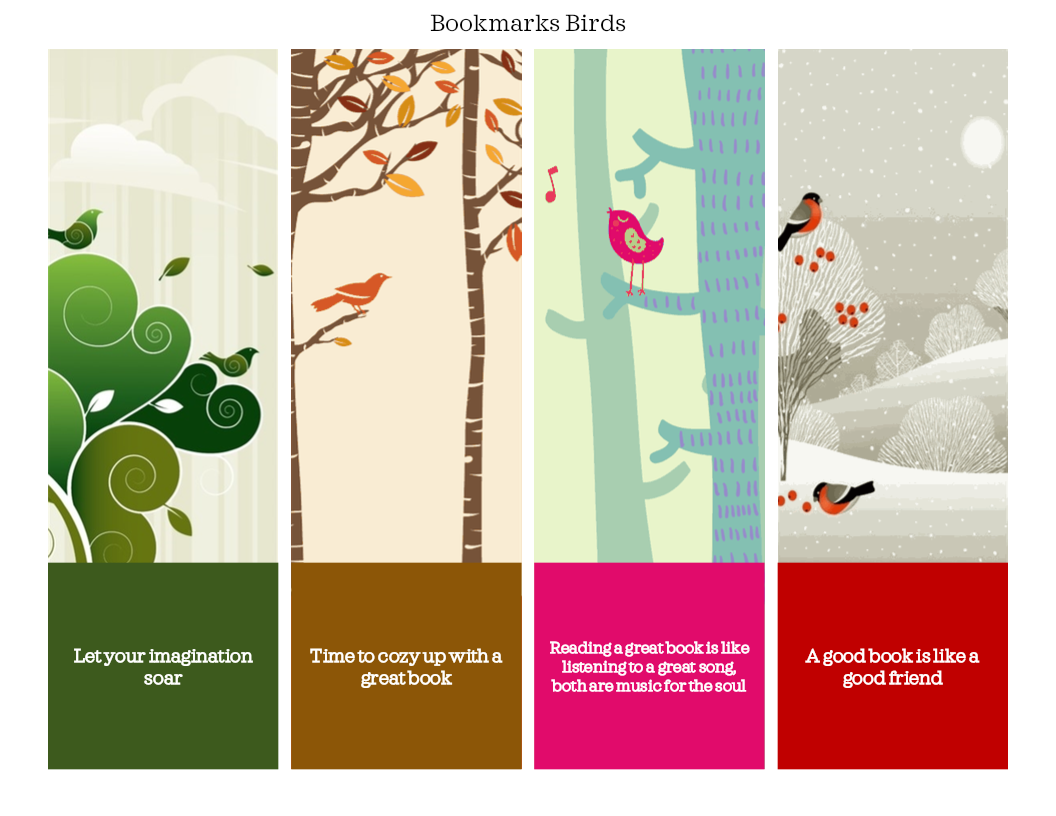 Bookmarks Birds
Let your imagination
soar
Time to cozy up with a
great book
Reading a great book is like
listening to a great song,
both are music for the soul
A good book is like a
good friend